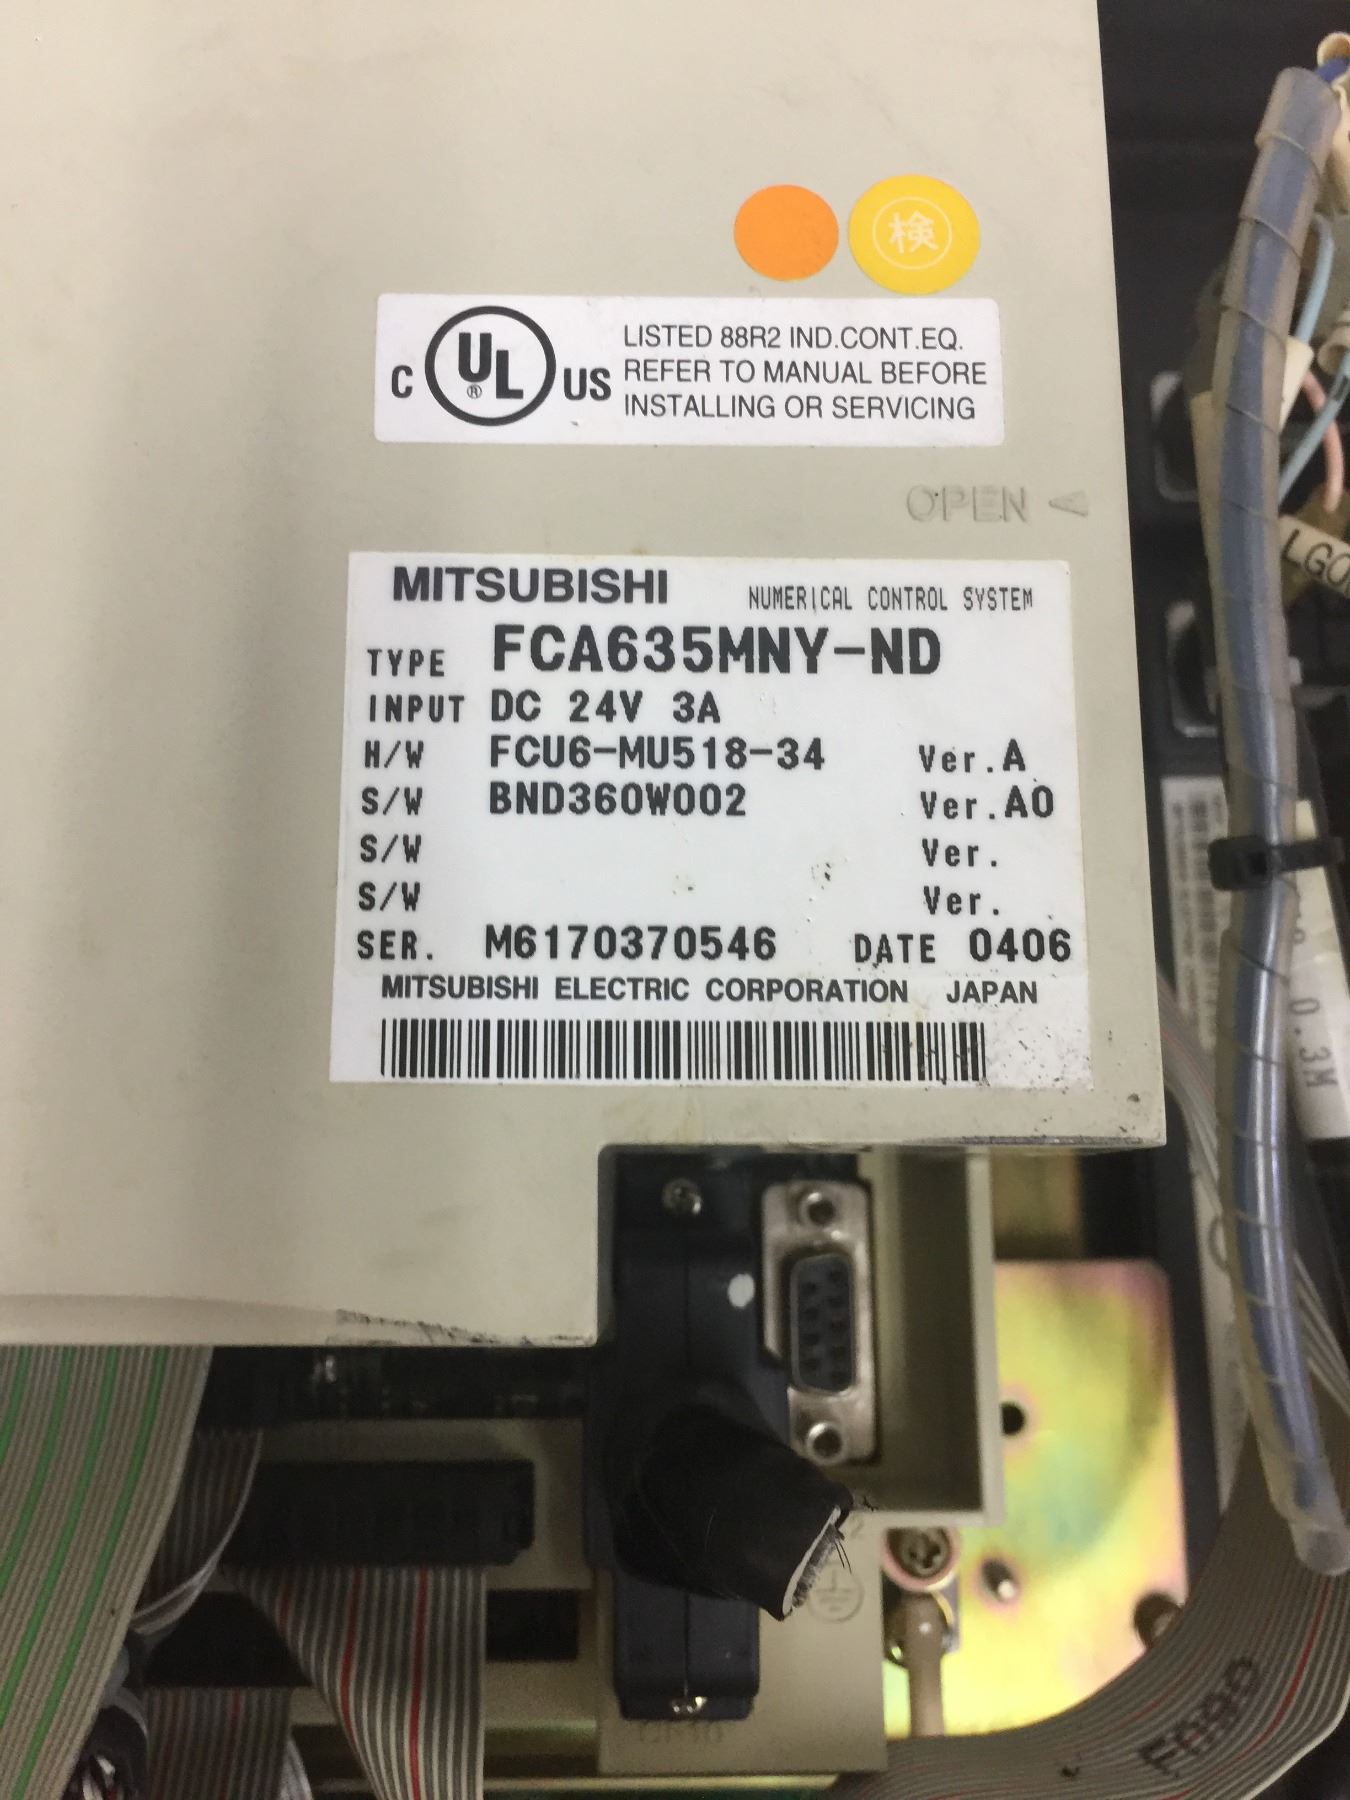 検
C UL ® US
LISTED 88R2 IND.CONT.EQ.
REFER TO MANUAL BEFORE
INSTALLING OR SERVICING
OPEN
MITSUBISHI NUMERICAL CONTROL SYSTEM
TYPE FCA635MNY-ND
INPUT DC 24V 3A
H/W FCU6-MU518-34 Ver.A
S/W BND360W002 Ver.A0
S/W Ver.
S/W Ver.
SER. M6170370546 DATE 0406
MITSUBISHI ELECTRIC CORPORATION JAPAN
0.3M